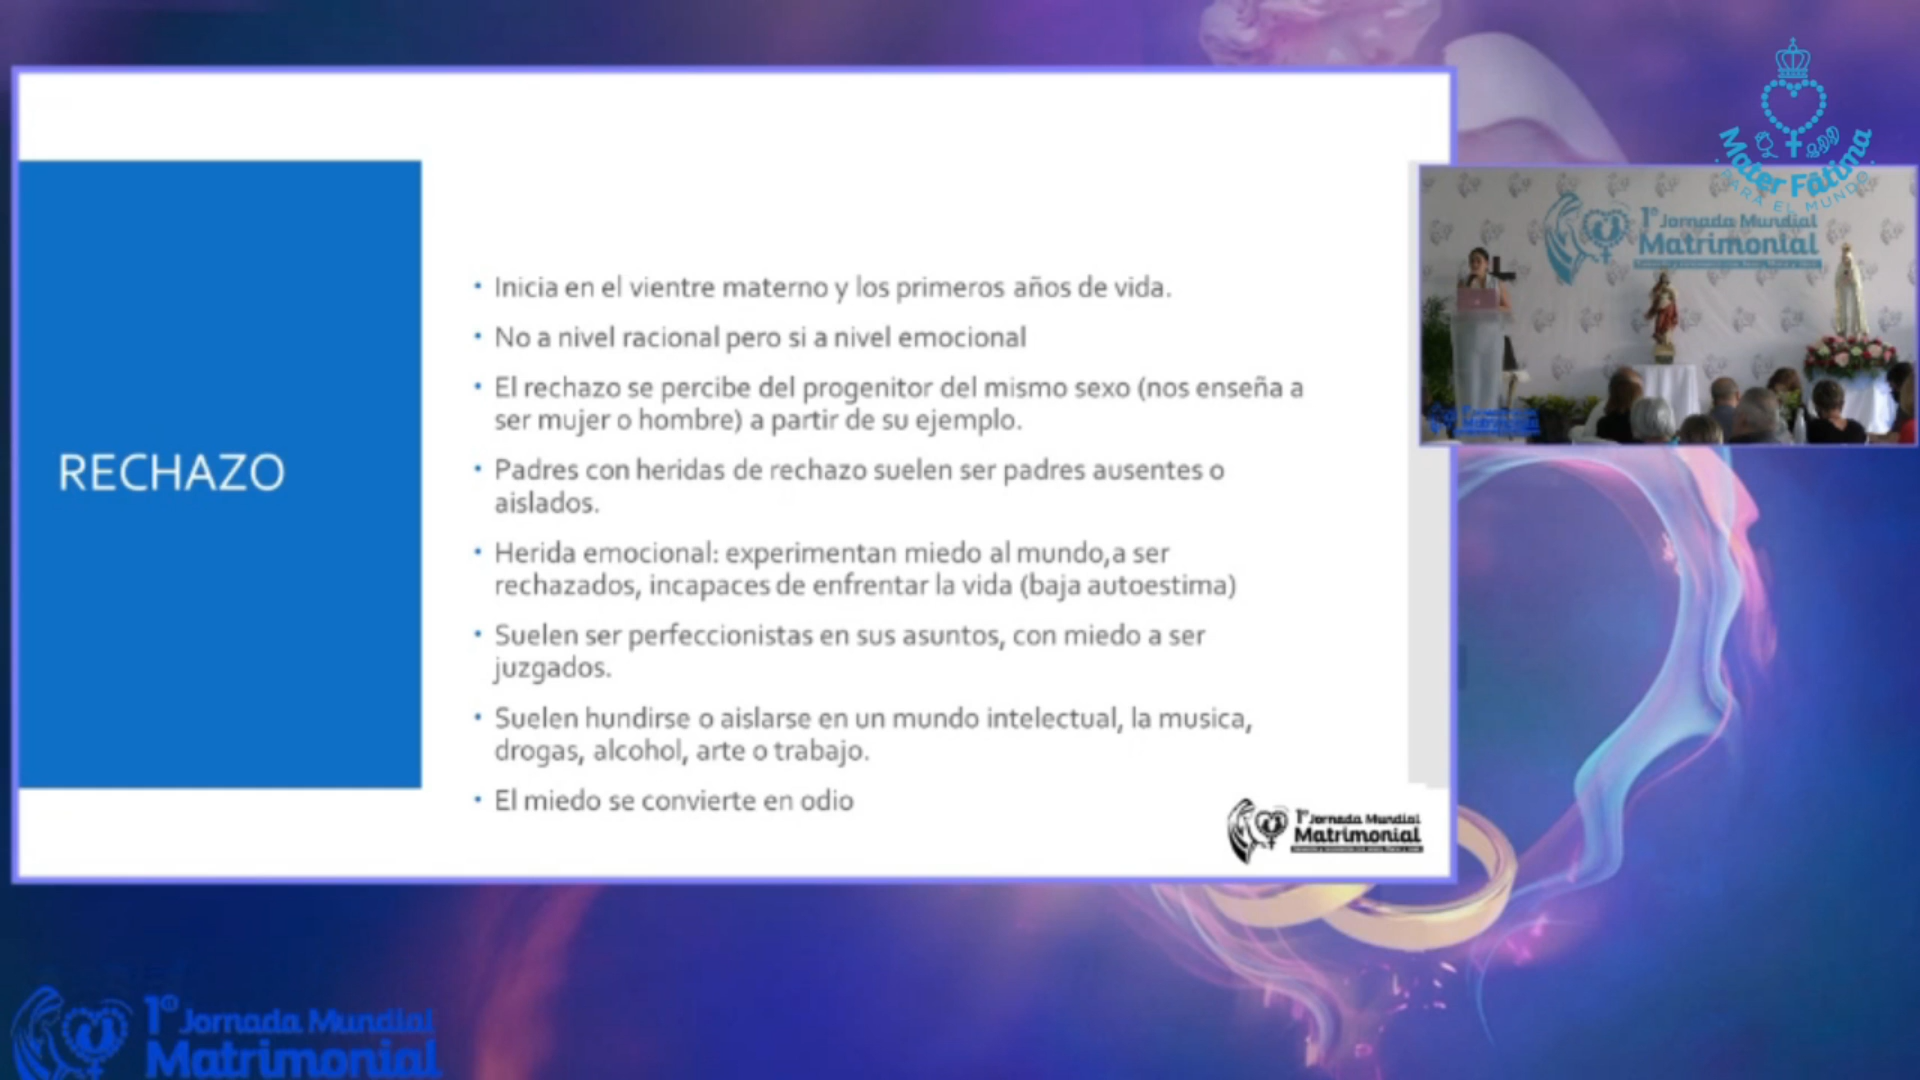 Mater Fátima
PARA EL MUNDO
1ª Jornada Mundial
Matrimonial
RECHAZO
• Inicia en el vientre materno y los primeros años de vida.
• No a nivel racional pero si a nivel emocional
• El rechazo se percibe del progenitor del mismo sexo (nos enseña a
ser mujer o hombre) a partir de su ejemplo.
• Padres con heridas de rechazo suelen ser padres ausentes o
aislados.
• Herida emocional: experimentan miedo al mundo,a ser
rechazados, incapaces de enfrentar la vida (baja autoestima)
• Suelen ser perfeccionistas en sus asuntos, con miedo a ser
juzgados.
• Suelen hundirse o aislarse en un mundo intelectual, la musica,
drogas, alcohol, arte o trabajo.
• El miedo se convierte en odio
1ª Jornada Mundial
Matrimonial
1ª Jornada Mundial
Matrimonial